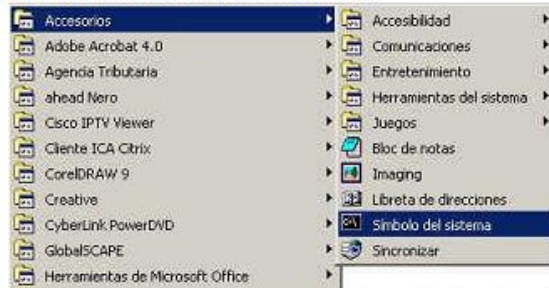 Accesorios
Adobe Acrobat 4.0
Agencia Tributaria
ahead Nero
Cisco IPTV Viewer
Cliente ICA Citrix
CorelDRAW 9
Creative
CyberLink PowerDVD
GlobalSCAPE
Herramientas de Microsoft Office
Accesibilidad
Comunicaciones
Entretenimiento
Herramientas del sistema
Juegos
Bloc de notas
Imaging
Libreta de direcciones
Símbolo del sistema
Sincronizar